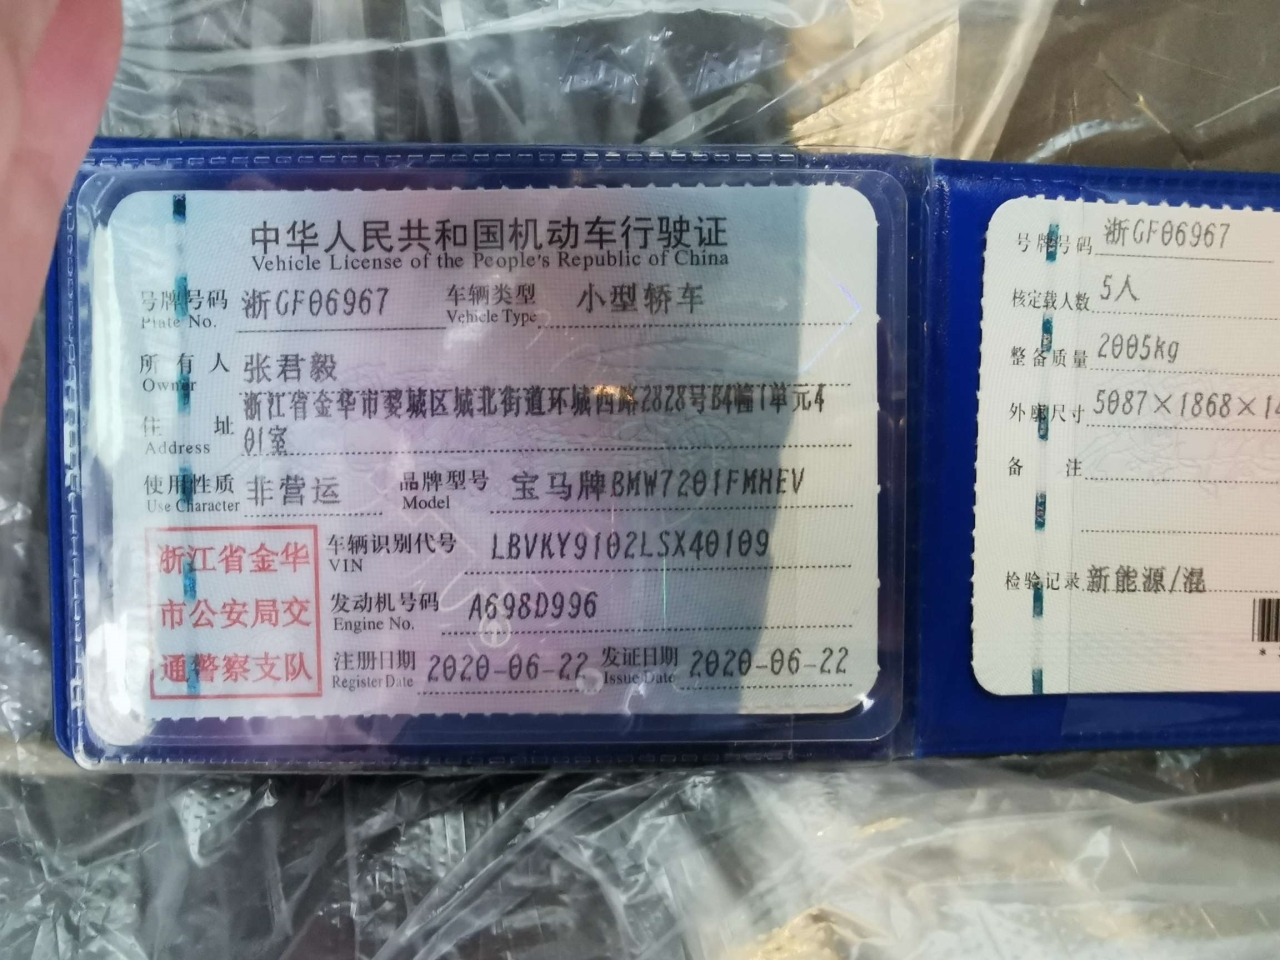 中华人民共和国机动车行驶证
Vehicle License of the People's Republic of China
号牌号码 浙GF06967 车辆类型 小型轿车
Plate No. Vehicle Type
所有人 张君毅
Owner
浙江省金华市婺城区城北街道环城西路2828号B4幢1单元4
住址 01室
Address
使用性质 非营运 品牌型号 宝马牌BMW7201FMHEV
Use Character Model
浙江省金华
市公安局交
通警察支队
车辆识别代号 LBVKY9102LSX40109
VIN
发动机号码 A698D996
Engine No.
注册日期 2020-06-22 发证日期 2020-06-22
Register Date Issue Date
号牌号码 浙GF06967
核定载人数 5人
整备质量 2005kg
外廓尺寸 5087×1868×14
备注
检验记录 新能源/混